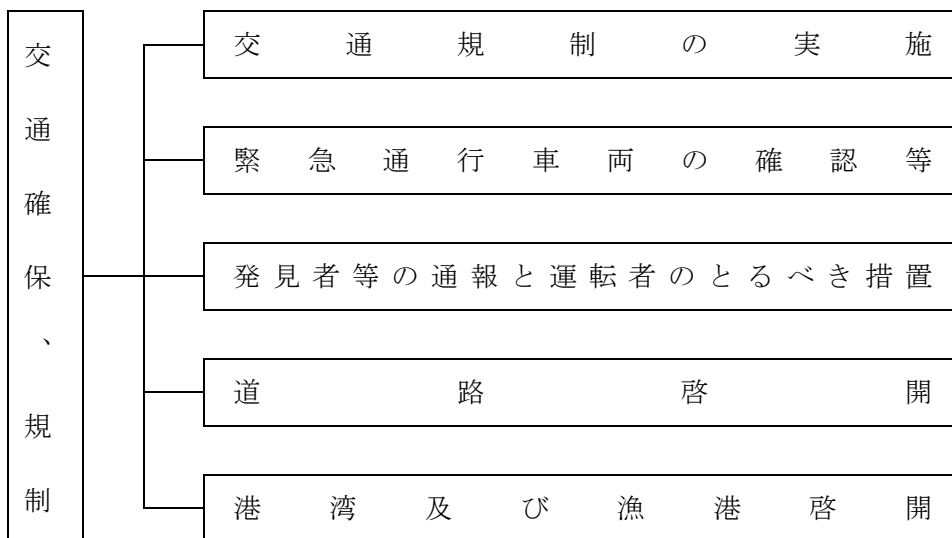 交通確保、規制
交通規制の実施
緊急通行車両の確認等
発見者等の通報と運転者のとるべき措置
道路啓開
港湾及び漁港啓開